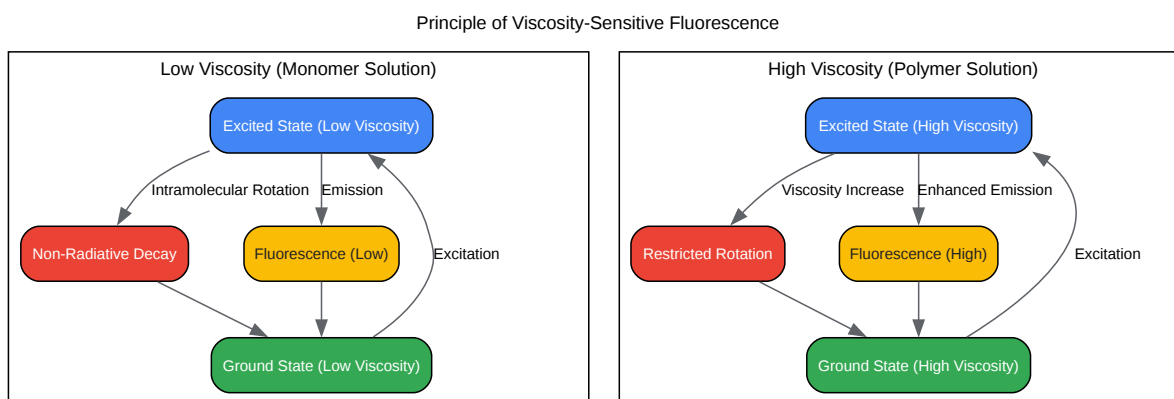 Principle of Viscosity-Sensitive Fluorescence
Low Viscosity (Monomer Solution)
Excited State (Low Viscosity)
Intramolecular Rotation
Emission
Non-Radiative Decay
Fluorescence (Low)
Excitation
Ground State (Low Viscosity)
High Viscosity (Polymer Solution)
Excited State (High Viscosity)
Viscosity Increase
Enhanced Emission
Restricted Rotation
Fluorescence (High)
Excitation
Ground State (High Viscosity)